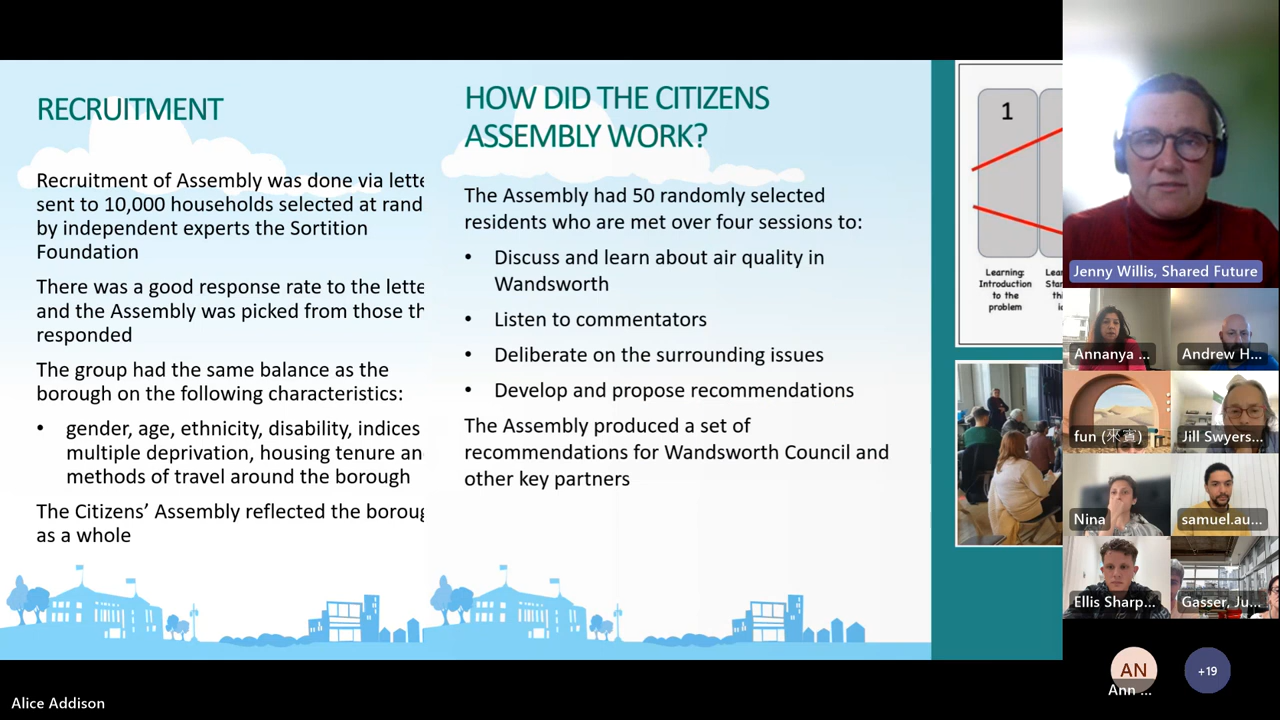 RECRUITMENT
Recruitment of Assembly was done via lette
sent to 10,000 households selected at rand
by independent experts the Sortition
Foundation
There was a good response rate to the lette
and the Assembly was picked from those th
responded
The group had the same balance as the
borough on the following characteristics:
• gender, age, ethnicity, disability, indices
multiple deprivation, housing tenure an
methods of travel around the borough
The Citizens' Assembly reflected the boroug
as a whole
HOW DID THE CITIZENS
ASSEMBLY WORK?
The Assembly had 50 randomly selected
residents who are met over four sessions to:
• Discuss and learn about air quality in
Wandsworth
• Listen to commentators
• Deliberate on the surrounding issues
• Develop and propose recommendations
The Assembly produced a set of
recommendations for Wandsworth Council and
other key partners
1
Learning:
Introduction
to the
problem
Jenny Willis, Shared Future
Annanya ...
Andrew H...
fun (來賓)
Jill Swyers...
Nina
samuel.au...
Ellis Sharp...
Gasser, Ju...
AN
Ann ...
+19
Alice Addison